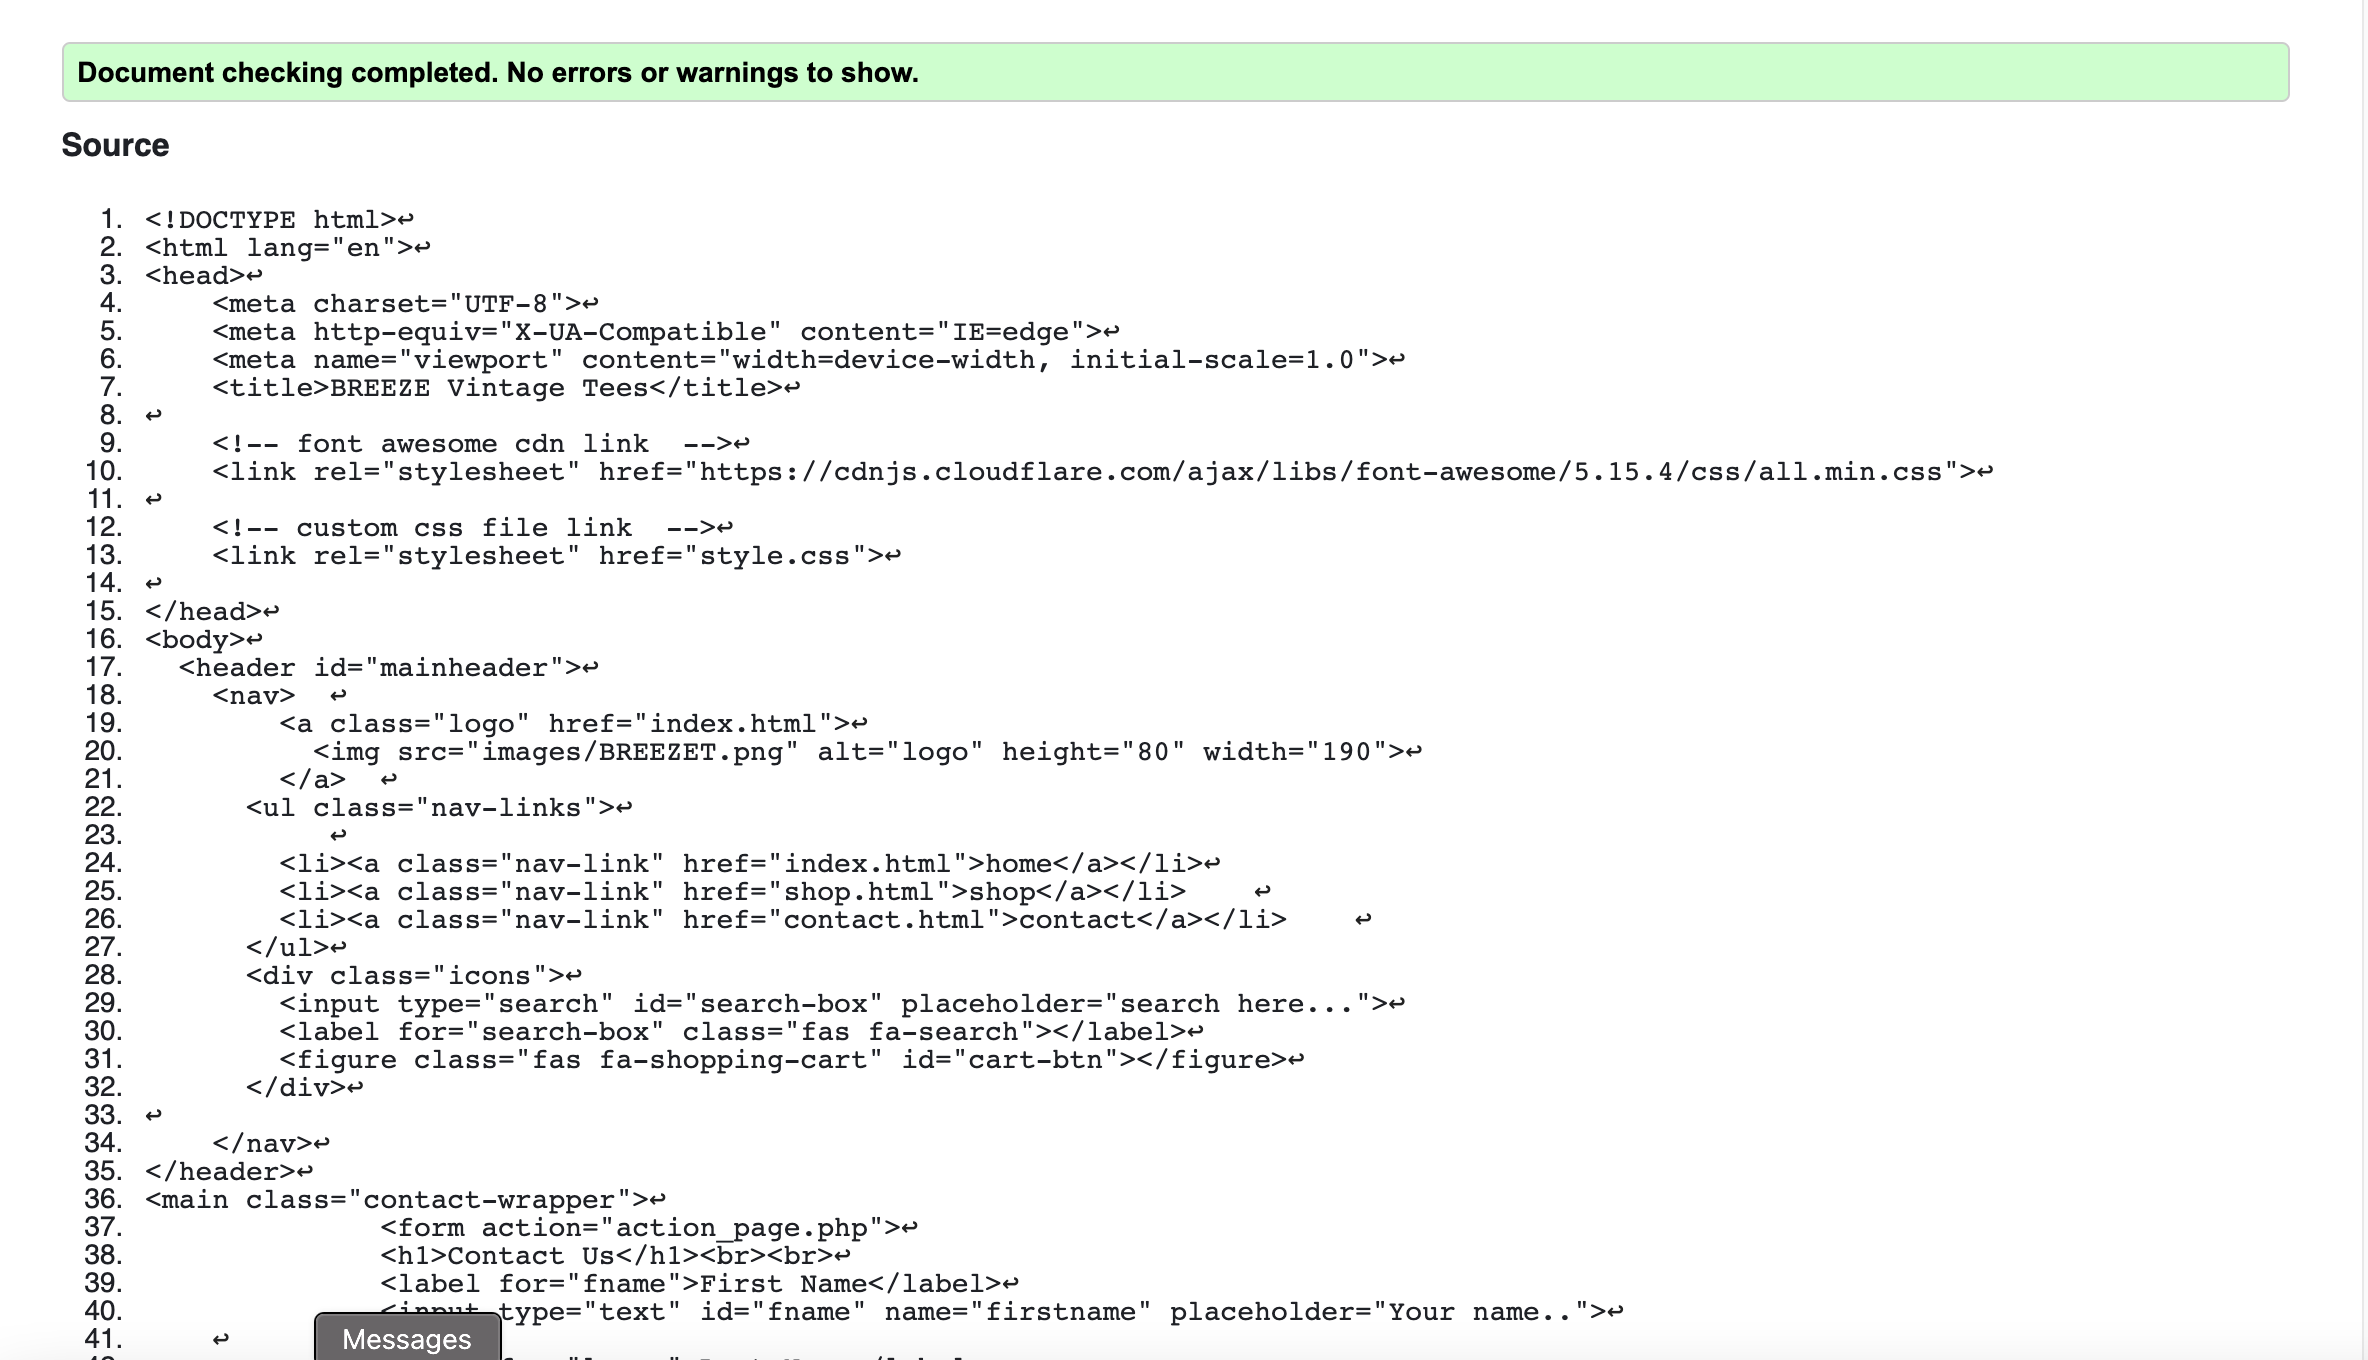 Document checking completed. No errors or warnings to show.
Source
1. <!DOCTYPE html>↩
2. <html lang="en">↩
3. <head>↩
4.     <meta charset="UTF-8">↩
5.     <meta http-equiv="X-UA-Compatible" content="IE=edge">↩
6.     <meta name="viewport" content="width=device-width, initial-scale=1.0">↩
7.     <title>BREEZE Vintage Tees</title>↩
8. ↩
9.     <!-- font awesome cdn link  -->↩
10.     <link rel="stylesheet" href="https://cdnjs.cloudflare.com/ajax/libs/font-awesome/5.15.4/css/all.min.css">↩
11. ↩
12.     <!-- custom css file link  -->↩
13.     <link rel="stylesheet" href="style.css">↩
14. ↩
15. </head>↩
16. <body>↩
17.   <header id="mainheader">↩
18.     <nav>  ↩
19.         <a class="logo" href="index.html">↩
20.           <img src="images/BREEZET.png" alt="logo" height="80" width="190">↩
21.         </a>  ↩
22.       <ul class="nav-links">↩
23.            ↩
24.         <li><a class="nav-link" href="index.html">home</a></li>↩
25.         <li><a class="nav-link" href="shop.html">shop</a></li>    ↩
26.         <li><a class="nav-link" href="contact.html">contact</a></li>    ↩
27.       </ul>↩
28.       <div class="icons">↩
29.         <input type="search" id="search-box" placeholder="search here...">↩
30.         <label for="search-box" class="fas fa-search"></label>↩
31.         <figure class="fas fa-shopping-cart" id="cart-btn"></figure>↩
32.       </div>↩
33. ↩
34.     </nav>↩
35. </header>↩
36. <main class="contact-wrapper">↩
37.               <form action="action_page.php">↩
38.               <h1>Contact Us</h1><br><br>↩
39.               <label for="fname">First Name</label>↩
40.               <input type="text" id="fname" name="firstname" placeholder="Your name..">↩
41.     ↩
Messages